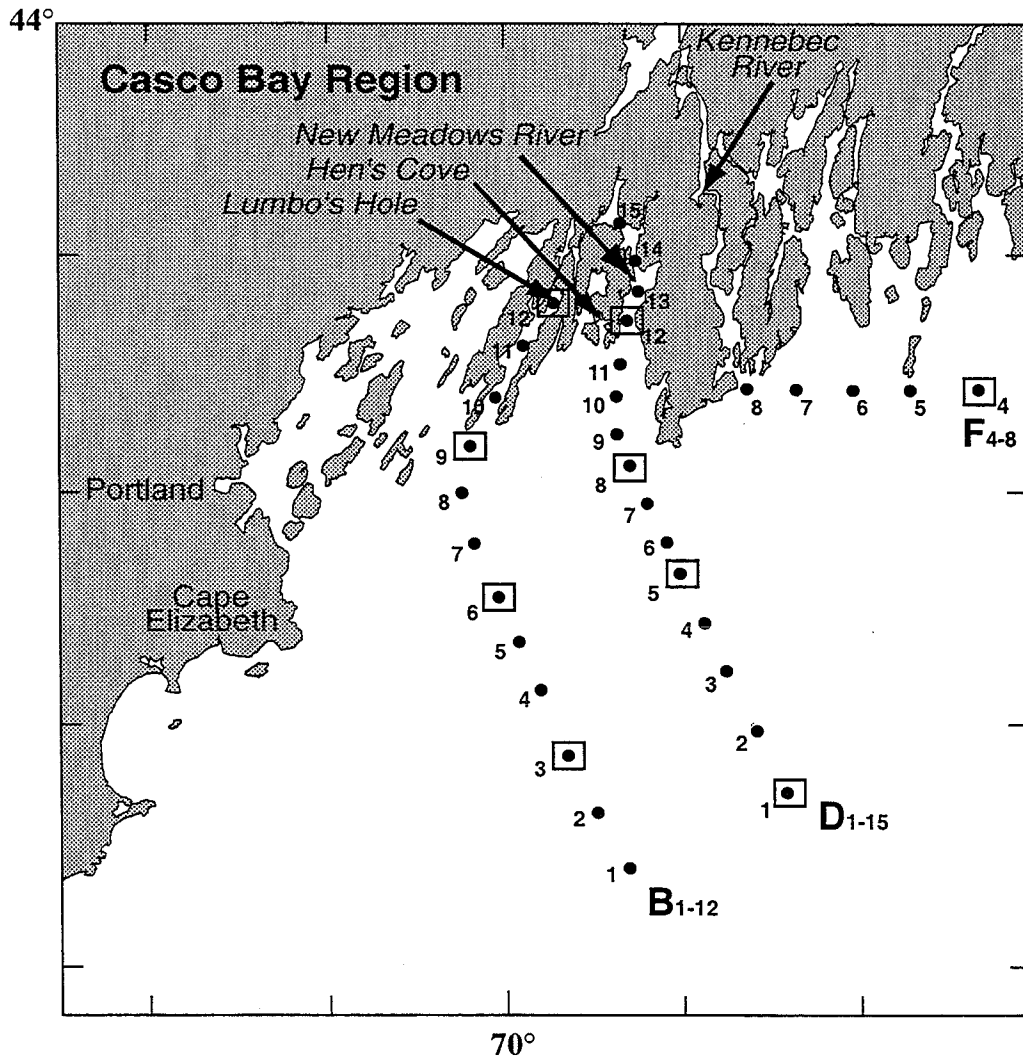 44°
Kennebec
River
Casco Bay Region
New Meadows River
Hen's Cove
Lumbo's Hole
15
14
13
12
12
11
11
10
10
9
9
8
8
7
7
6
6
5
5
4
4
3
3
2
2
1
1
8
7
6
5
4
F4-8
Portland
Cape
Elizabeth
D1-15
B1-12
70°